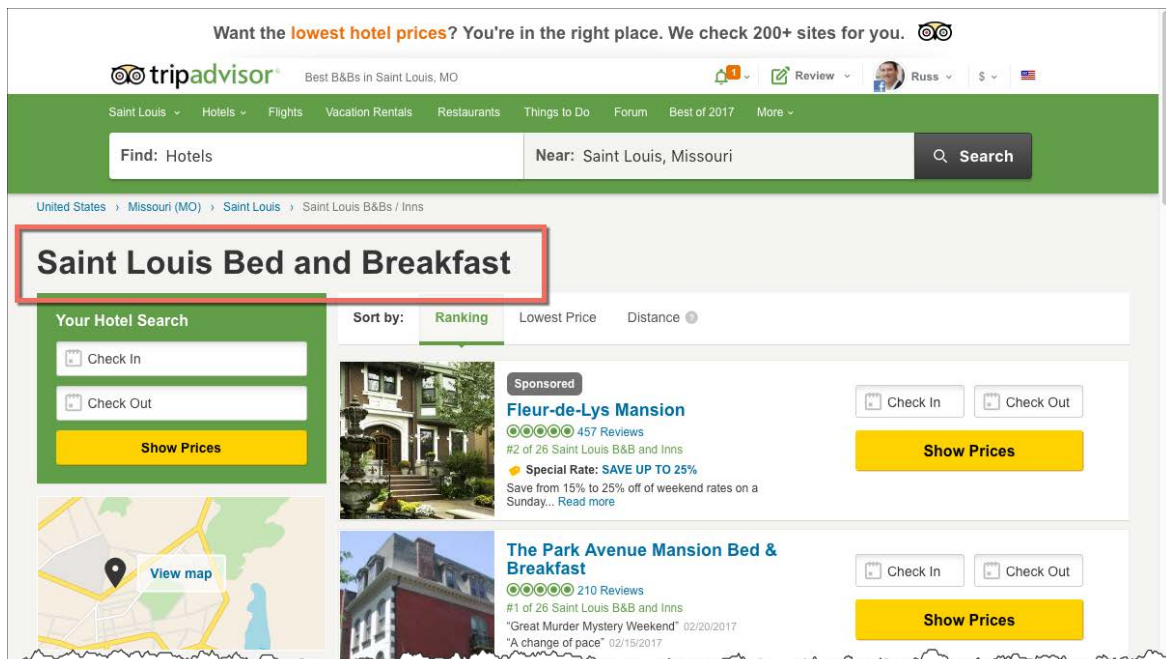 Want the lowest hotel prices? You're in the right place. We check 200+ sites for you.
tripadvisor® Best B&Bs in Saint Louis, MO 1 Review Russ $
Saint Louis Hotels Flights Vacation Rentals Restaurants Things to Do Forum Best of 2017 More
Find: Hotels Near: Saint Louis, Missouri Search
United States › Missouri (MO) › Saint Louis › Saint Louis B&Bs / Inns
Saint Louis Bed and Breakfast
Your Hotel Search
Check In
Check Out
Show Prices
View map
Sort by: Ranking Lowest Price Distance ?
Sponsored
Fleur-de-Lys Mansion
457 Reviews
#2 of 26 Saint Louis B&B and Inns
Special Rate: SAVE UP TO 25%
Save from 15% to 25% off of weekend rates on a
Sunday... Read more
Check In Check Out
Show Prices
The Park Avenue Mansion Bed &
Breakfast
210 Reviews
#1 of 26 Saint Louis B&B and Inns
"Great Murder Mystery Weekend" 02/20/2017
"A change of pace" 02/15/2017
Check In Check Out
Show Prices